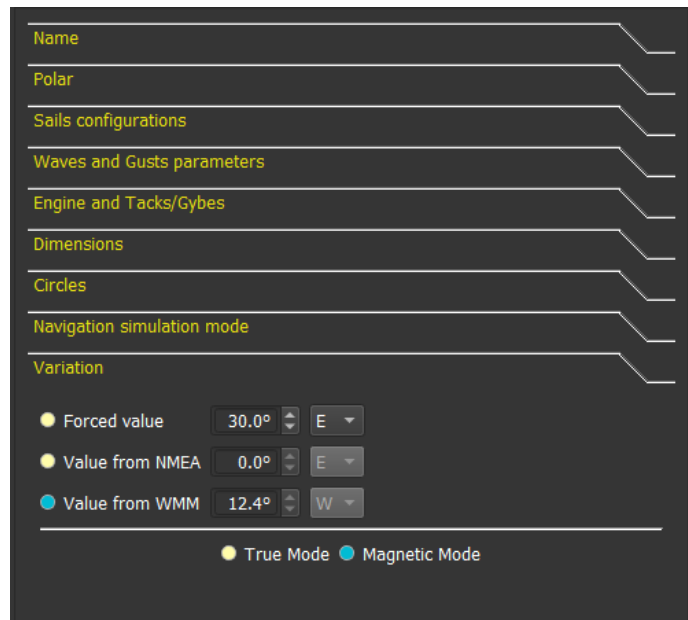 Name
Polar
Sails configurations
Waves and Gusts parameters
Engine and Tacks/Gybes
Dimensions
Circles
Navigation simulation mode
Variation
Forced value 30.0º E
Value from NMEA 0.0º E
Value from WMM 12.4º W
True Mode Magnetic Mode